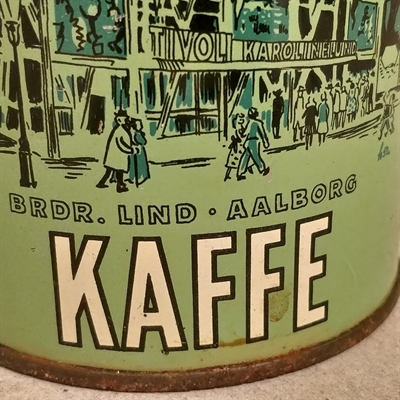 TIVOLI KAROLINELUND
BRDR. LIND · AALBORG
KAFFE